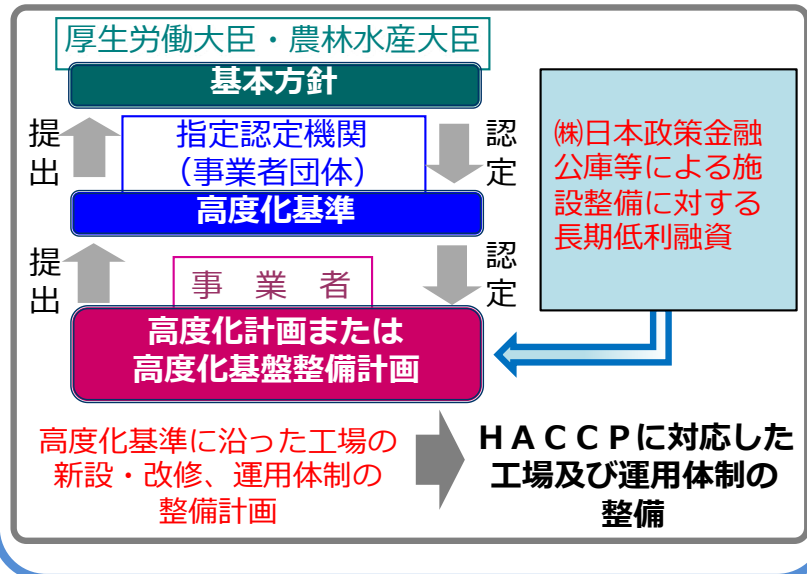 厚生労働大臣・農林水産大臣
基本方針
提出
指定認定機関
（事業者団体）
認定
高度化基準
提出
事　業　者
認定
高度化計画または
高度化基盤整備計画
㈱日本政策金融
公庫等による施
設整備に対する
長期低利融資
高度化基準に沿った工場の
新設・改修、運用体制の
整備計画
ＨＡＣＣＰに対応した
工場及び運用体制の
整備